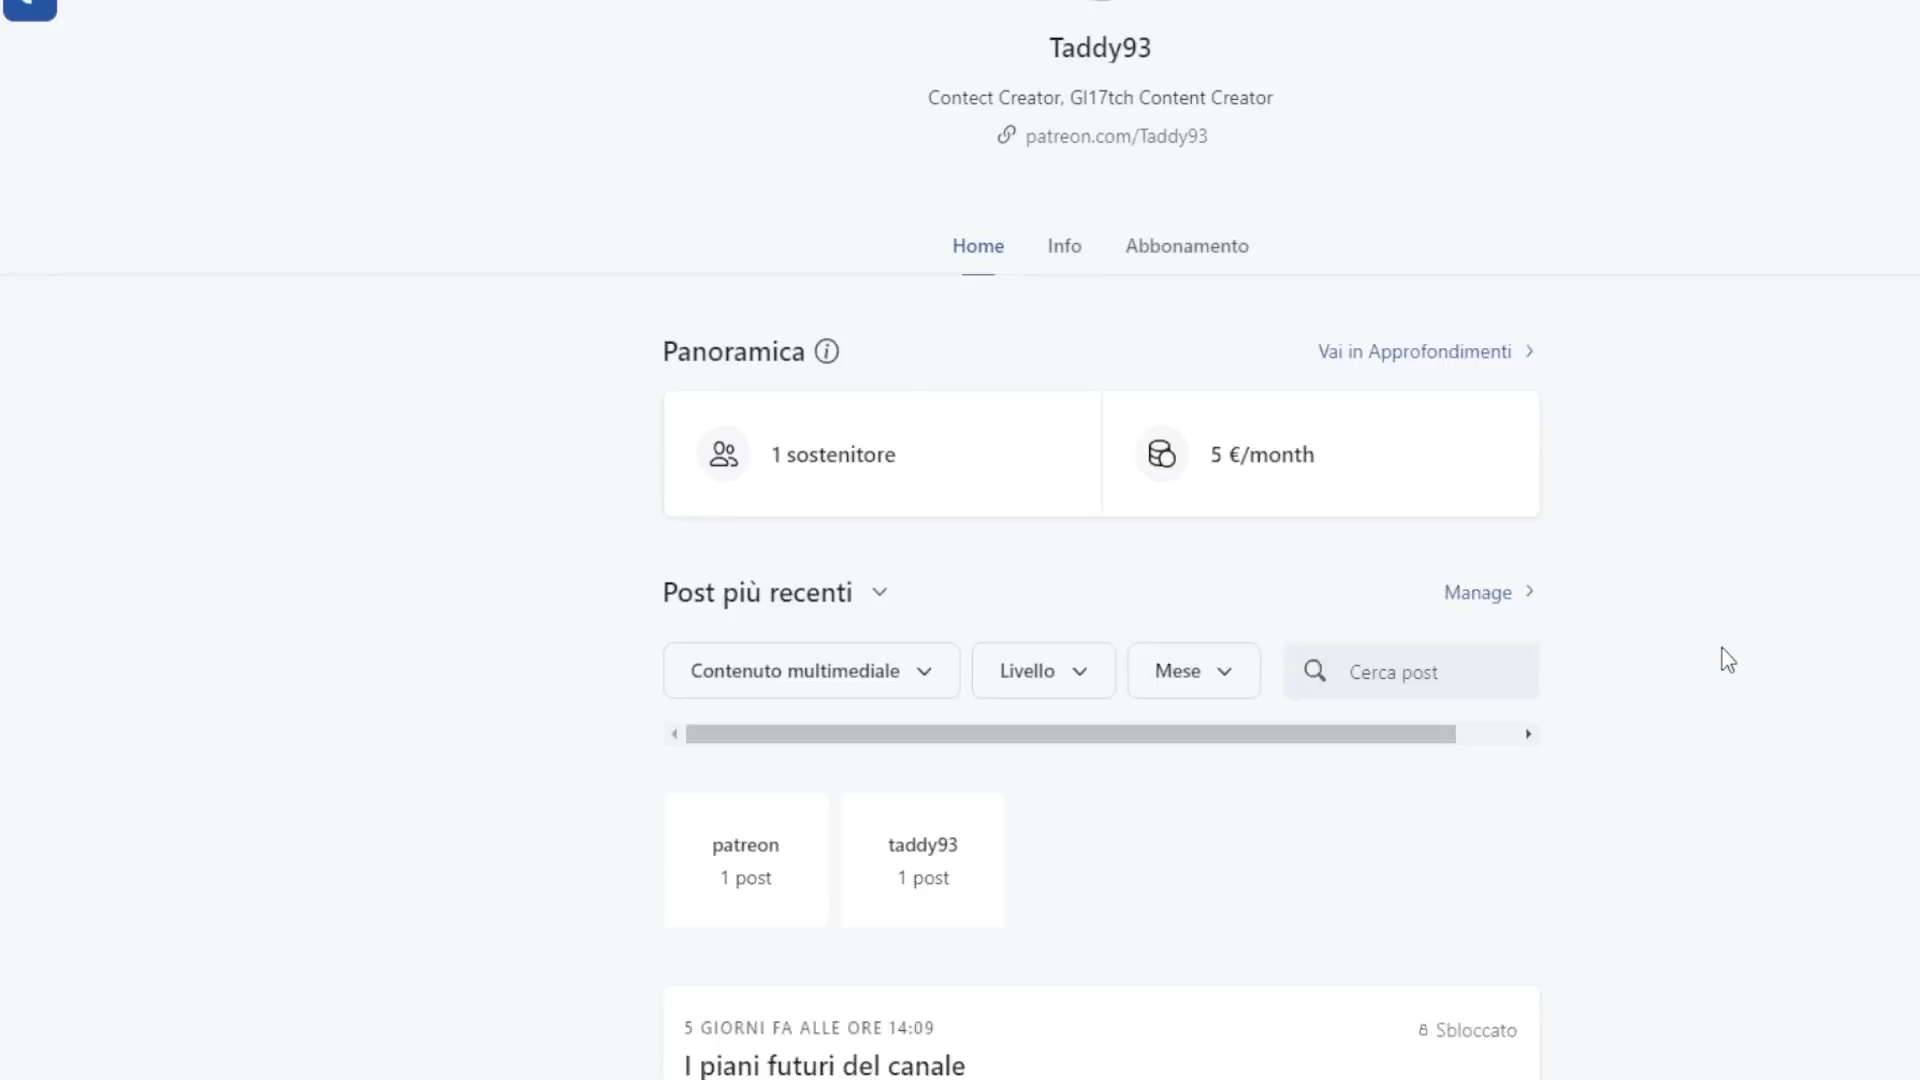 Taddy93
Contect Creator, Gl17tch Content Creator
patreon.com/Taddy93
Home Info Abbonamento
Panoramica
Vai in Approfondimenti
1 sostenitore
5 €/month
Post più recenti
Manage
Contenuto multimediale Livello Mese Cerca post
patreon
1 post
taddy93
1 post
5 GIORNI FA ALLE ORE 14:09
Sbloccato
I piani futuri del canale